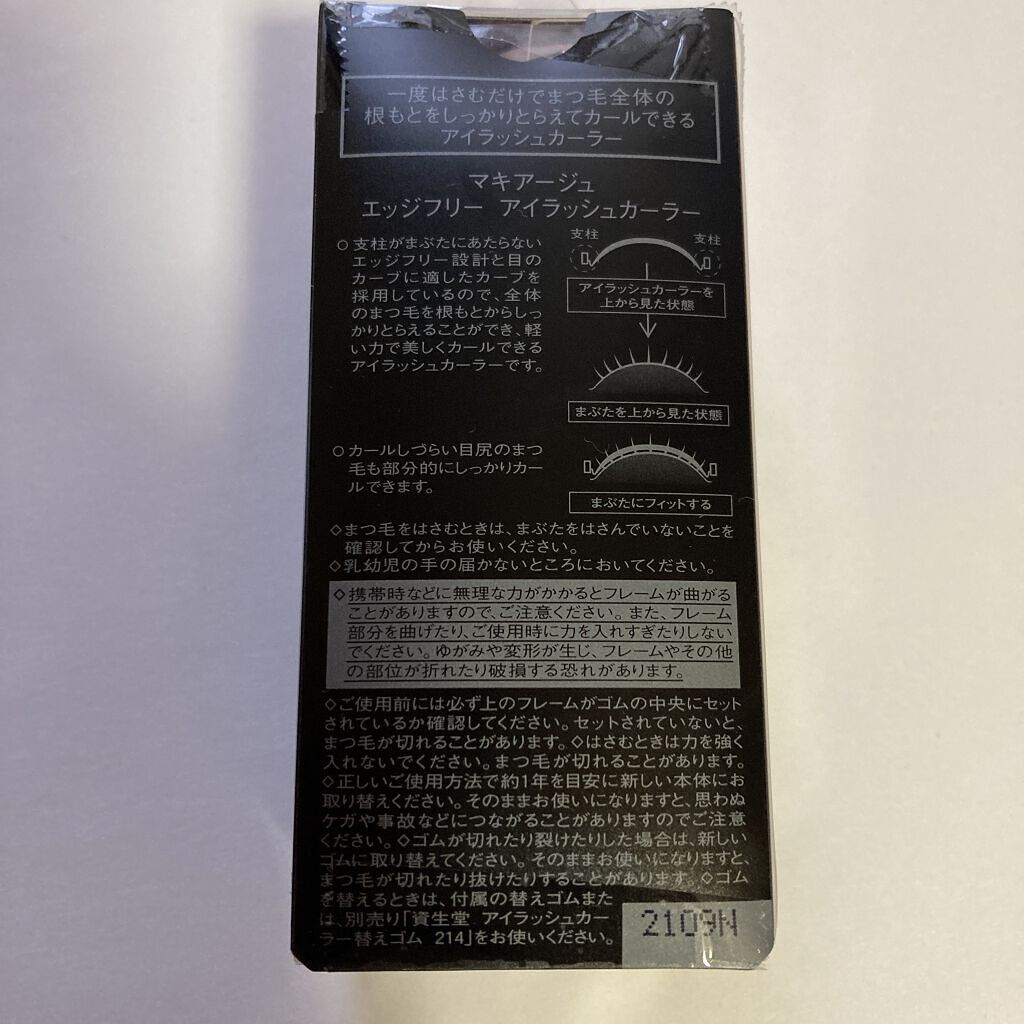 一度はさむだけでまつ毛全体の
根もとをしっかりとらえてカールできる
アイラッシュカーラー
マキアージュ
エッジフリー アイラッシュカーラー
○支柱がまぶたにあたらない
エッジフリー設計と目の
カーブに適したカーブを
採用しているので、全体
のまつ毛を根もとからしっ
かりとらえることができ、軽
い力で美しくカールできる
アイラッシュカーラーです。
支柱
支柱
アイラッシュカーラーを
上から見た状態
まぶたを上から見た状態
○カールしづらい目尻のまつ
毛も部分的にしっかりカー
ルできます。
まぶたにフィットする
◇まつ毛をはさむときは、まぶたをはさんでいないことを
確認してからお使いください。
◇乳幼児の手の届かないところにおいてください。
◇携帯時などに無理な力がかかるとフレームが曲がる
ことがありますので、ご注意ください。また、フレーム
部分を曲げたり、ご使用時に力を入れすぎたりしない
でください。ゆがみや変形が生じ、フレームやその他
の部位が折れたり破損する恐れがあります。
◇ご使用前には必ず上のフレームがゴムの中央にセット
されているか確認してください。セットされていないと、
まつ毛が切れることがあります。◇はさむときは力を強く
入れないでください。まつ毛が切れることがあります。
◇正しいご使用方法で約1年を目安に新しい本体にお
取り替えください。そのままお使いになりますと、思わぬ
ケガや事故などにつながることがありますのでご注意
ください。◇ゴムが切れたり裂けたりした場合は、新しい
ゴムに取り替えてください。そのままお使いになりますと、
まつ毛が切れたり抜けたりすることがあります。◇ゴム
を替えるときは、付属の替えゴムまた
は、別売り「資生堂 アイラッシュカー
ラー替えゴム 214」をお使いください。
2109N